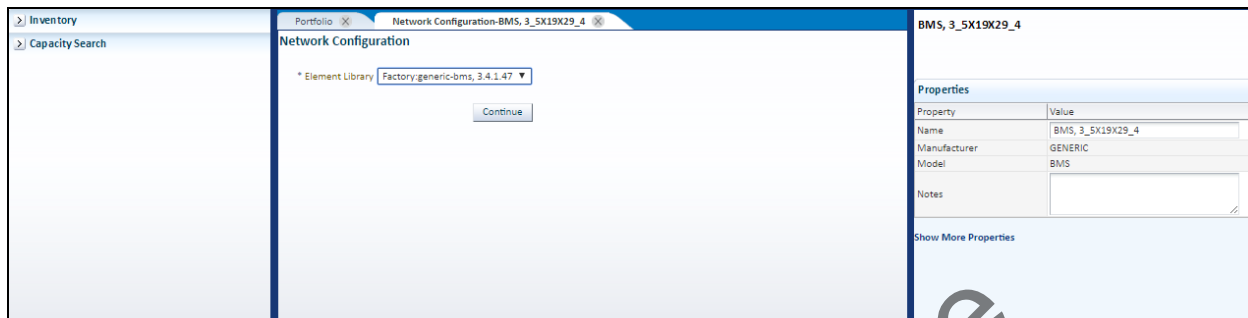 Inventory
Capacity Search
Portfolio
Network Configuration-BMS, 3_5X19X29_4
Network Configuration
* Element Library Factory:generic-bms, 3.4.1.47
Continue
BMS, 3_5X19X29_4
Properties
Property Value
Name BMS, 3_5X19X29_4
Manufacturer GENERIC
Model BMS
Notes
Show More Properties